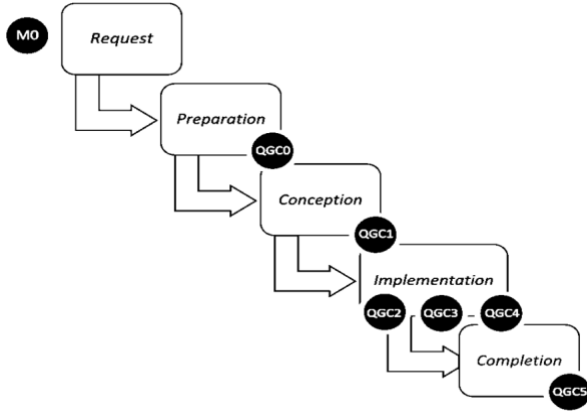 M0
Request
Preparation
QGC0
Conception
QGC1
Implementation
QGC2
QGC3
QGC4
Completion
QGC5